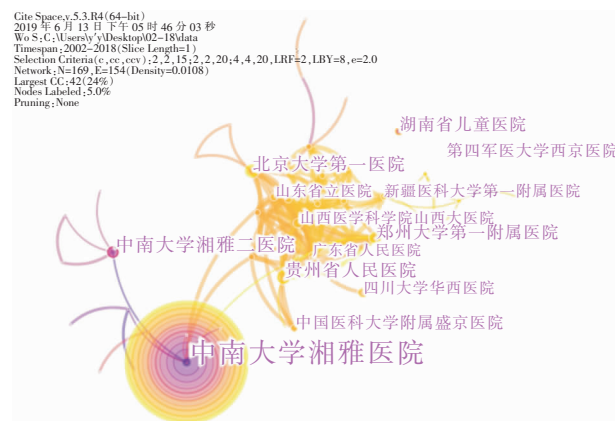 Cite Space,v.5.3.R4(64-bit)
2019 年 6 月 13 日 下午 05 时 46 分 03 秒
Wo S:C:\Users\y'y\Desktop\02-18\data
Timespan:2002-2018(Slice Length=1)
Selection Criteria(c,cc,ccv):2,2,15;2,2,20;4,4,20,LRF=2,LBY=8,e=2.0
Network:N=169,E=154(Density=0.0108)
Largest CC:42(24%)
Nodes Labeled:5.0%
Pruning:None
湖南省儿童医院
第四军医大学西京医院
北京大学第一医院
山东省立医院
新疆医科大学第一附属医院
山西医学科学院山西大医院
郑州大学第一附属医院
中南大学湘雅二医院
广东省人民医院
贵州省人民医院
四川大学华西医院
中国医科大学附属盛京医院
中南大学湘雅医院